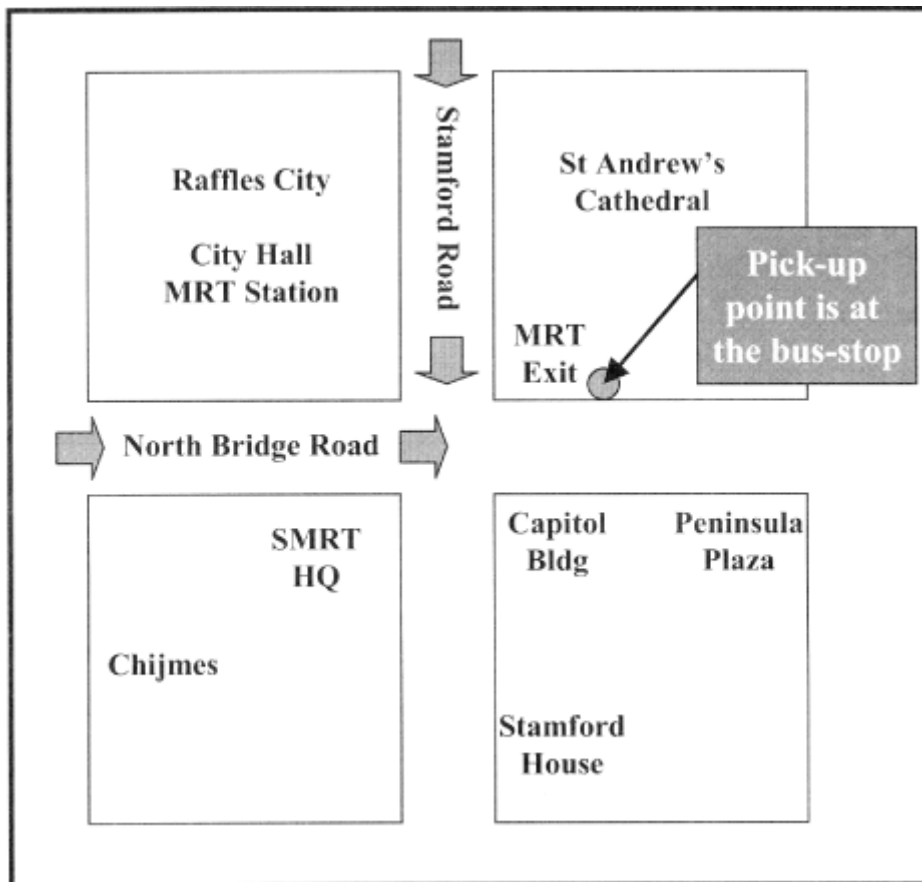 Raffles City
City Hall
MRT Station
Stamford Road
St Andrew's
Cathedral
Pick-up
point is at
the bus-stop
MRT
Exit
North Bridge Road
SMRT
HQ
Chijmes
Capitol
Bldg
Peninsula
Plaza
Stamford
House